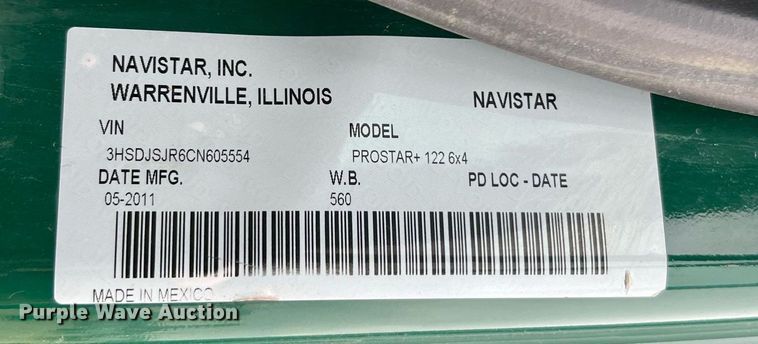 NAVISTAR, INC.
WARRENVILLE, ILLINOIS NAVISTAR
VIN MODEL
3HSDJSJR6CN605554 PROSTAR+ 122 6x4
DATE MFG. W.B. PD LOC - DATE
05-2011 560
MADE IN MEXICO
Purple Wave Auction